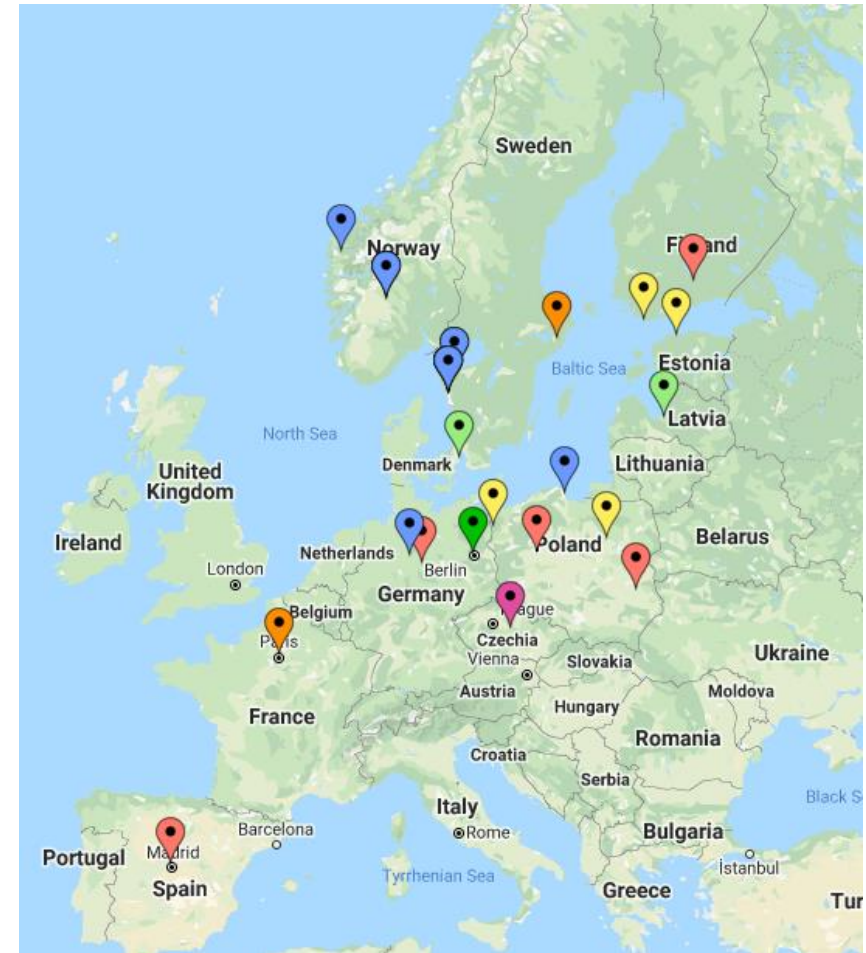 Sweden
Norway
Estonia
Baltic Sea
Latvia
North Sea
Denmark
Lithuania
United
Kingdom
Belarus
Ireland
Netherlands
Poland
Berlin
London
Germany
Belgium
Czechia
Ukraine
Vienna
Slovakia
Austria
Moldova
Hungary
France
Romania
Croatia
Serbia
Italy
Barcelona
Rome
Bulgaria
Portugal
İstanbul
Tyrrhenian Sea
Spain
Greece